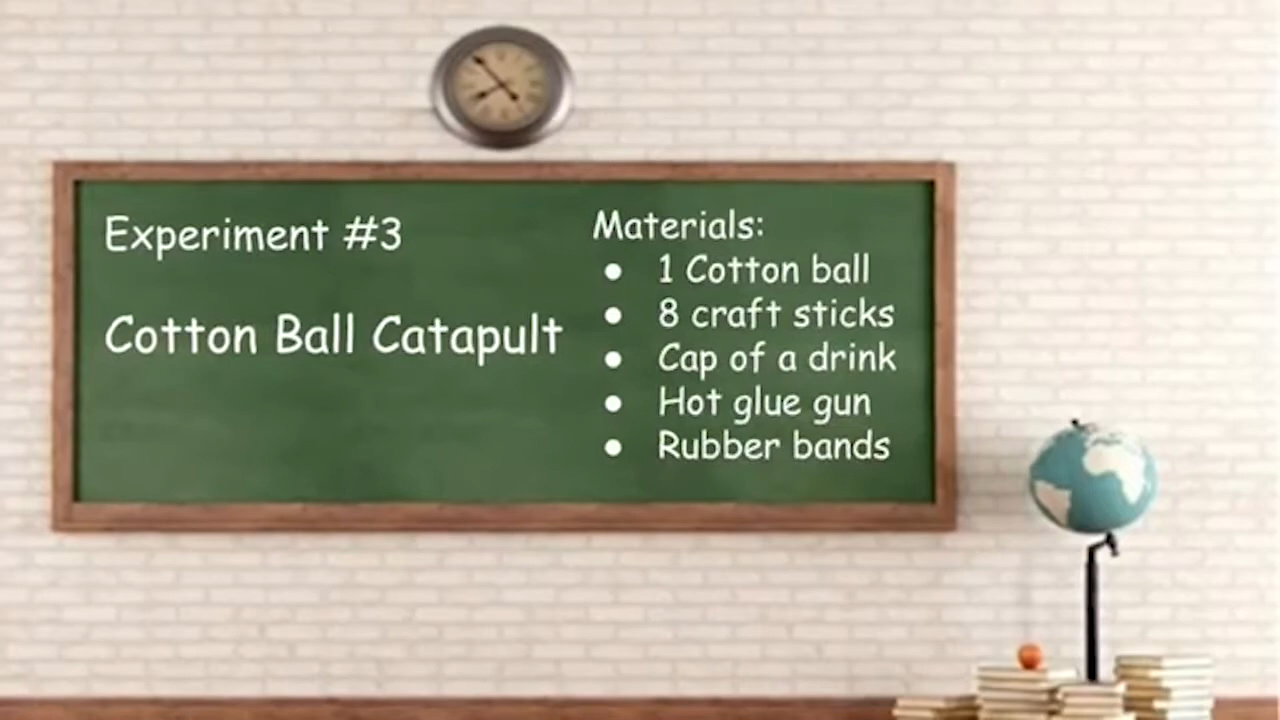 Experiment #3
Cotton Ball Catapult
Materials:
● 1 Cotton ball
● 8 craft sticks
● Cap of a drink
● Hot glue gun
● Rubber bands